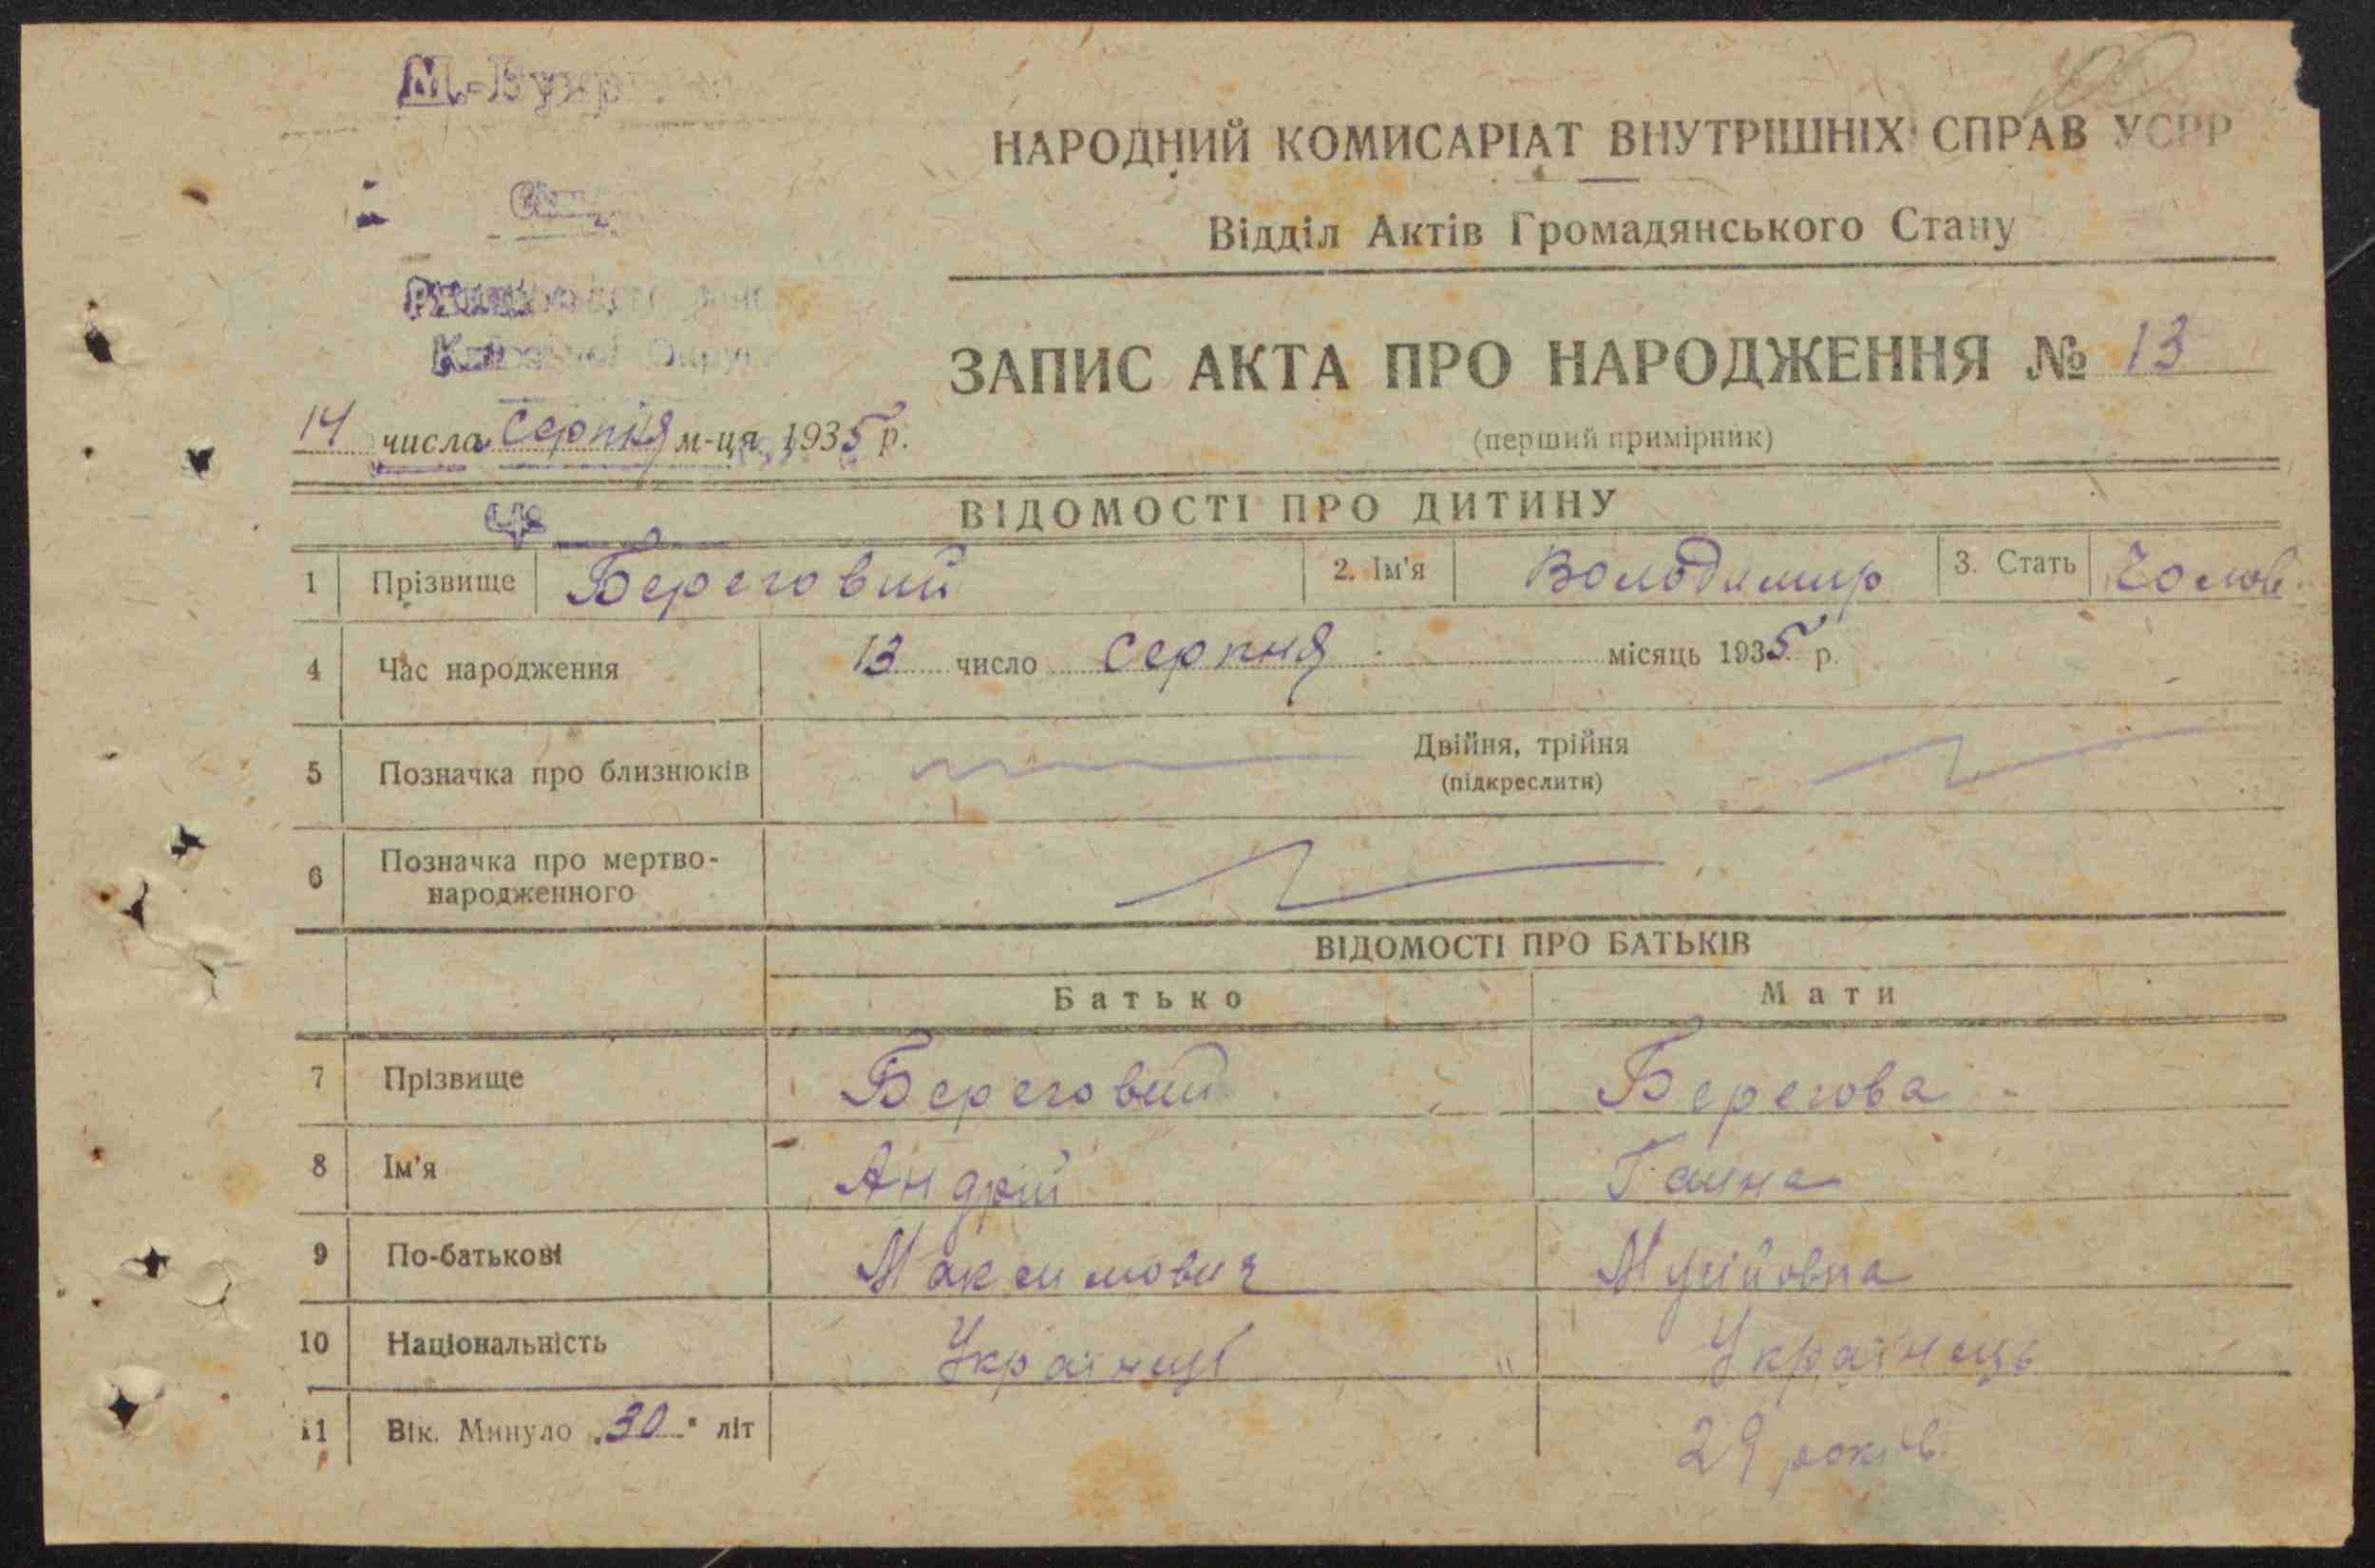 НАРОДНИЙ КОМИСАРІАТ ВНУТРІШНІХ СПРАВ УСРР
Відділ Актів Громадянського Стану
ЗАПИС АКТА ПРО НАРОДЖЕННЯ № 13
(перший примірник)
14 числа серпня м-ця 1935 р.
ВІДОМОСТІ ПРО ДИТИНУ
1 Прізвище Береговий 2. Ім'я Володимир 3. Стать Чолов.
4 Час народження 13 число серпня місяць 1935 р.
5 Позначка про близнюків Двійня, трійня
(підкреслити)
6 Позначка про мертво-
народженного
ВІДОМОСТІ ПРО БАТЬКІВ
Батько Мати
7 Прізвище Береговий Берегова
8 Ім'я Андрій Ганна
9 По-батькові Максимович Мусійовна
10 Національність Українець Українець
11 Вік. Минуло „30" літ 29 років.